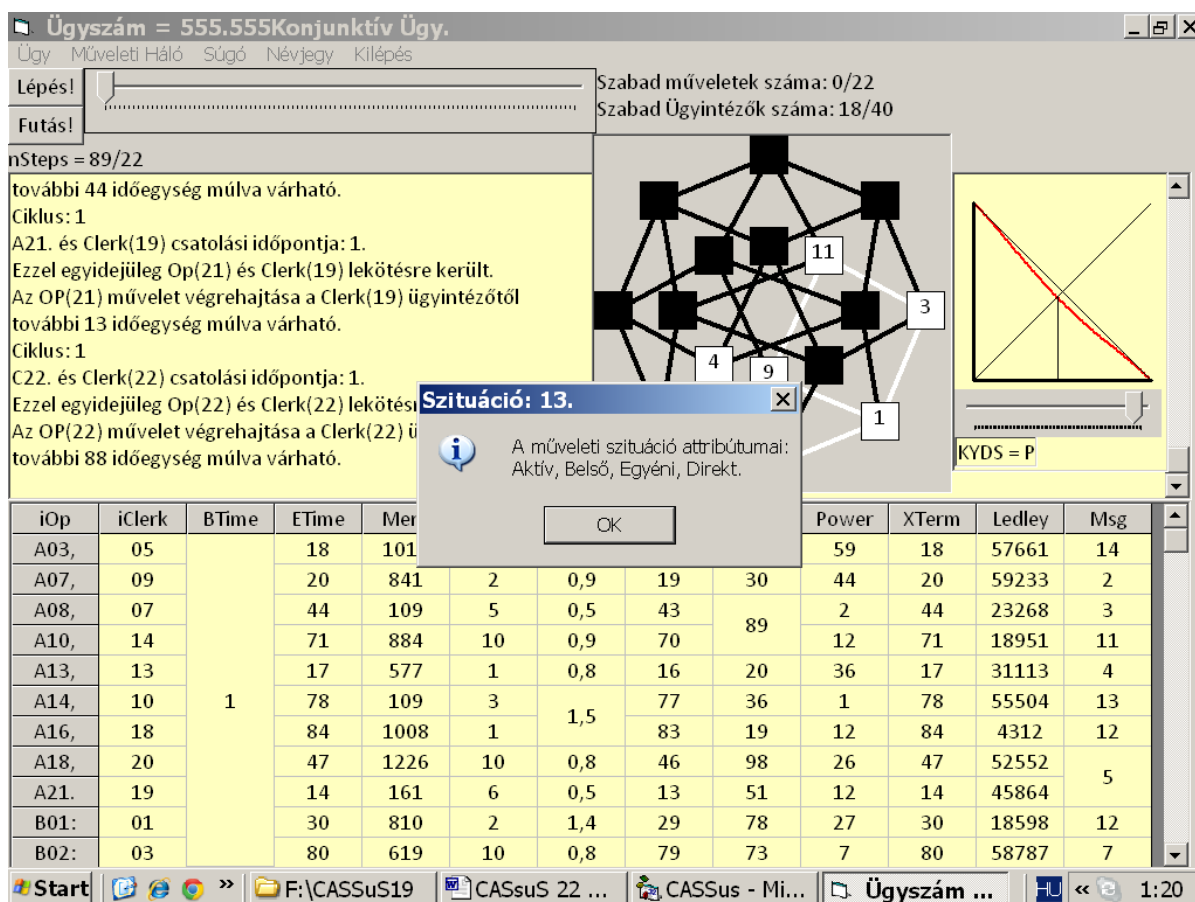 Ügyszám = 555.555Konjunktív Ügy.
Ügy Műveleti Háló Súgó Névjegy Kilépés
Lépés!
Futás!
Szabad műveletek száma: 0/22
Szabad Ügyintézők száma: 18/40
nSteps = 89/22
további 44 időegység múlva várható.
Ciklus: 1
A21. és Clerk(19) csatolási időpontja: 1.
Ezzel egyidejüleg Op(21) és Clerk(19) lekötésre került.
Az OP(21) művelet végrehajtása a Clerk(19) ügyintézőtől
további 13 időegység múlva várható.
Ciklus: 1
C22. és Clerk(22) csatolási időpontja: 1.
Ezzel egyidejüleg Op(22) és Clerk(22)
Az OP(22) művelet végrehajtása a Clerk(22)
további 88 időegység múlva várható.
11
3
4
9
1
KYDS = P
Szituáció: 13.
A műveleti szituáció attribútumai:
Aktív, Belső, Egyéni, Direkt.
OK
iOp iClerk BTime ETime Power XTerm Ledley Msg
A03, 05 18 59 18 57661 14
A07, 09 20 841 2 0,9 19 30 44 20 59233 2
A08, 07 44 109 5 0,5 43 89 2 44 23268 3
A10, 14 71 884 10 0,9 70 12 71 18951 11
A13, 13 17 577 1 0,8 16 20 36 17 31113 4
A14, 10 1 78 109 3 1,5 77 36 1 78 55504 13
A16, 18 84 1008 1 83 19 12 84 4312 12
A18, 20 47 1226 10 0,8 46 98 26 47 52552 5
A21. 19 14 161 6 0,5 13 51 12 14 45864
B01: 01 30 810 2 1,4 29 78 27 30 18598 12
B02: 03 80 619 10 0,8 79 73 7 80 58787 7
Start » F:\CASSuS19 CASsuS 22 ... CASSus - Mi... Ügyszám ... HU « 1:20